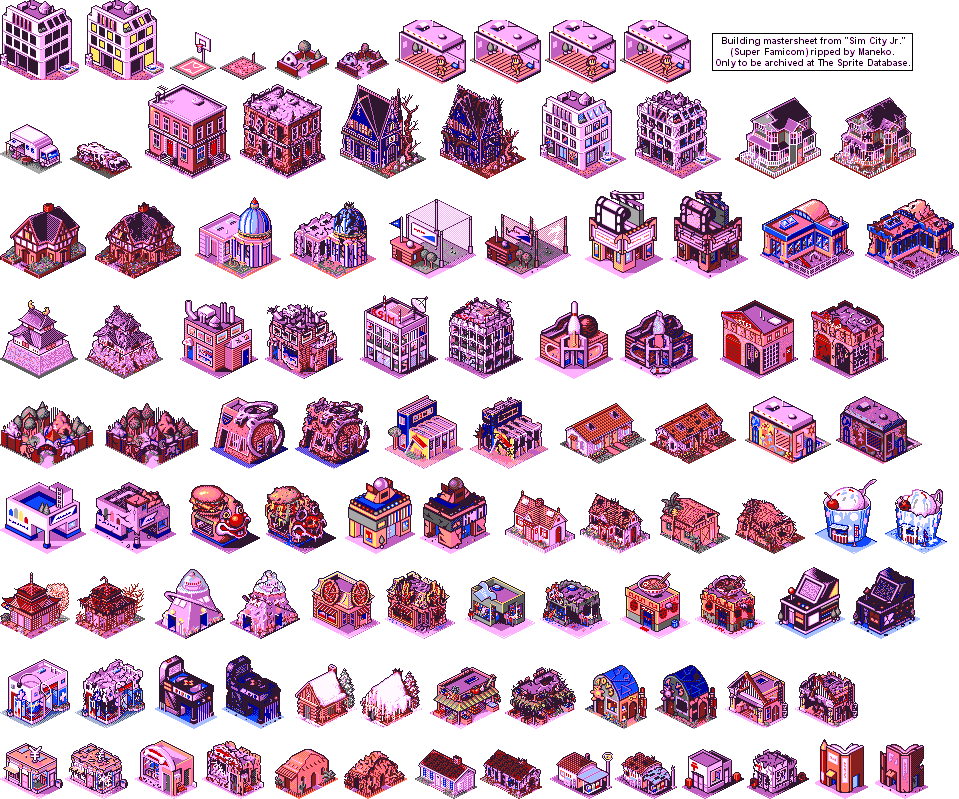 Building mastersheet from "Sim City Jr."
(Super Famicom) ripped by Maneko.
Only to be archived at The Sprite Database.